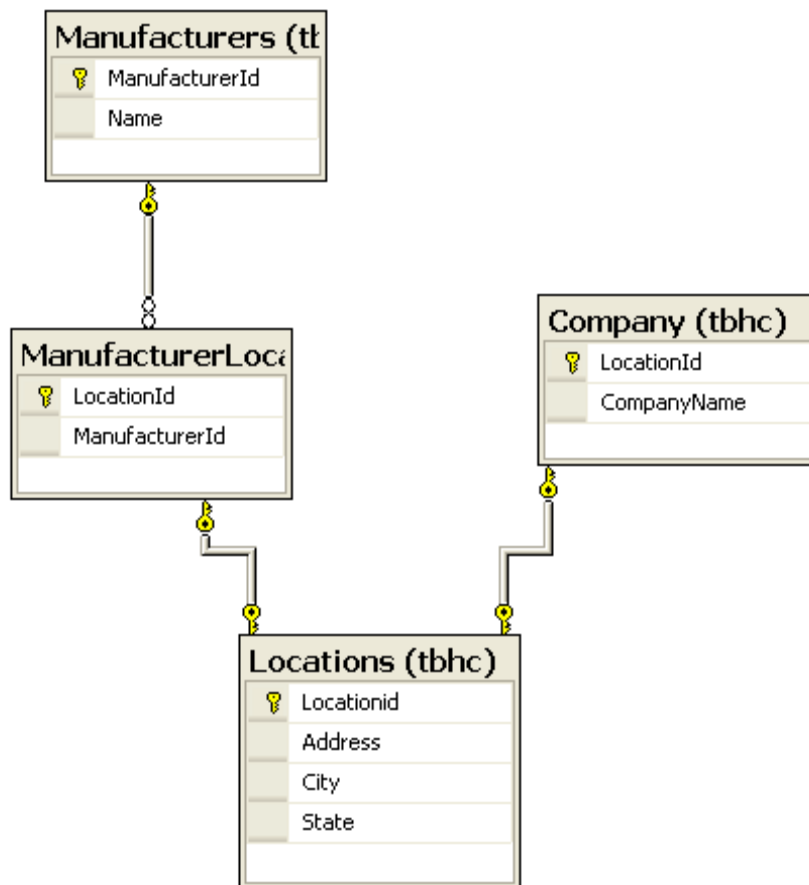 Manufacturers (tb
ManufacturerId
Name
ManufacturerLoca
LocationId
ManufacturerId
Company (tbhc)
LocationId
CompanyName
Locations (tbhc)
Locationid
Address
City
State